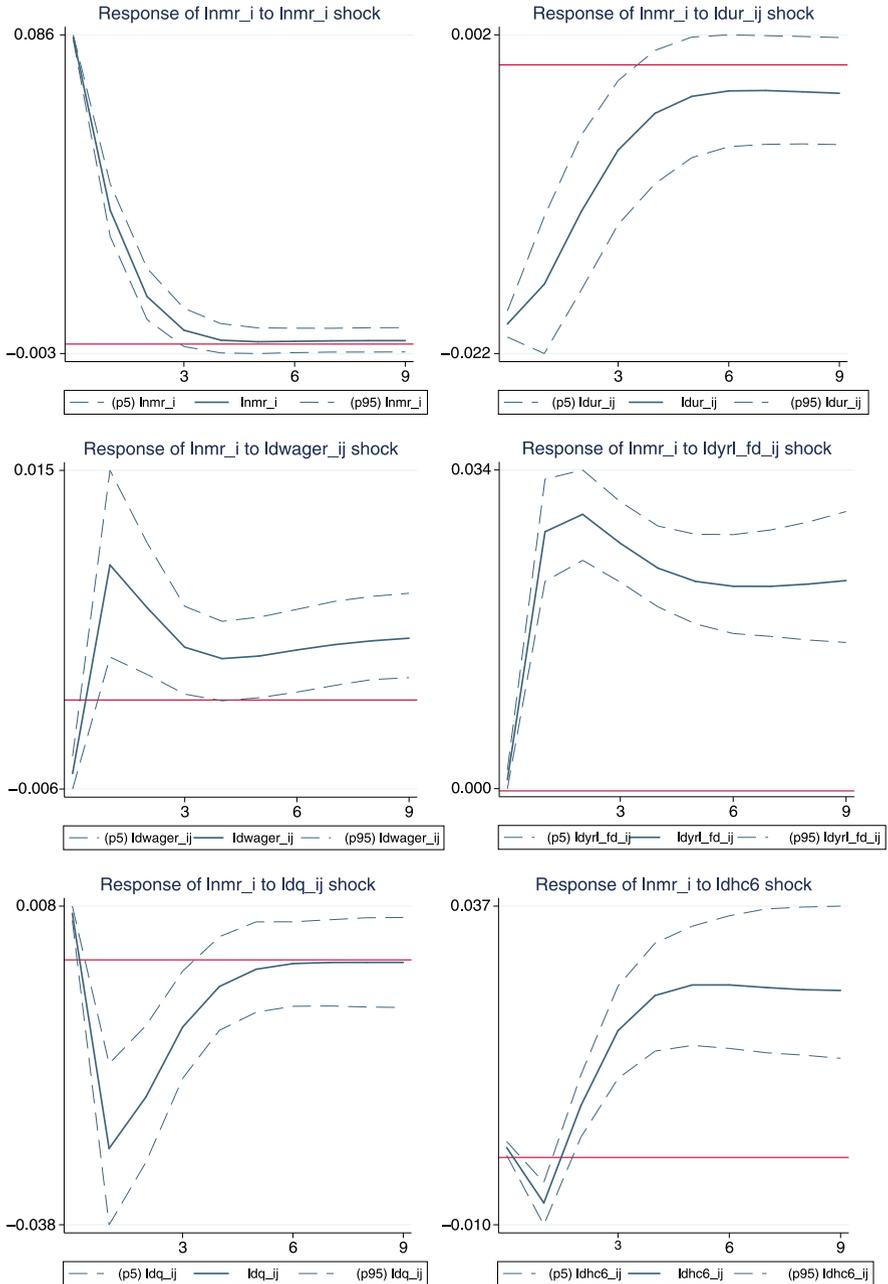 Response of lnmr_i to lnmr_i shock
0.086
−0.003
3 6 9
(p5) lnmr_i lnmr_i (p95) lnmr_i
Response of lnmr_i to ldur_ij shock
0.002
−0.022
3 6 9
(p5) ldur_ij ldur_ij (p95) ldur_ij
Response of lnmr_i to ldwager_ij shock
0.015
−0.006
3 6 9
(p5) ldwager_ij ldwager_ij (p95) ldwager_ij
Response of lnmr_i to ldyrl_fd_ij shock
0.034
0.000
3 6 9
(p5) ldyrl_fd_ij ldyrl_fd_ij (p95) ldyrl_fd_ij
Response of lnmr_i to ldq_ij shock
0.008
−0.038
3 6 9
(p5) ldq_ij ldq_ij (p95) ldq_ij
Response of lnmr_i to ldhc6 shock
0.037
−0.010
3 6 9
(p5) ldhc6_ij ldhc6_ij (p95) ldhc6_ij